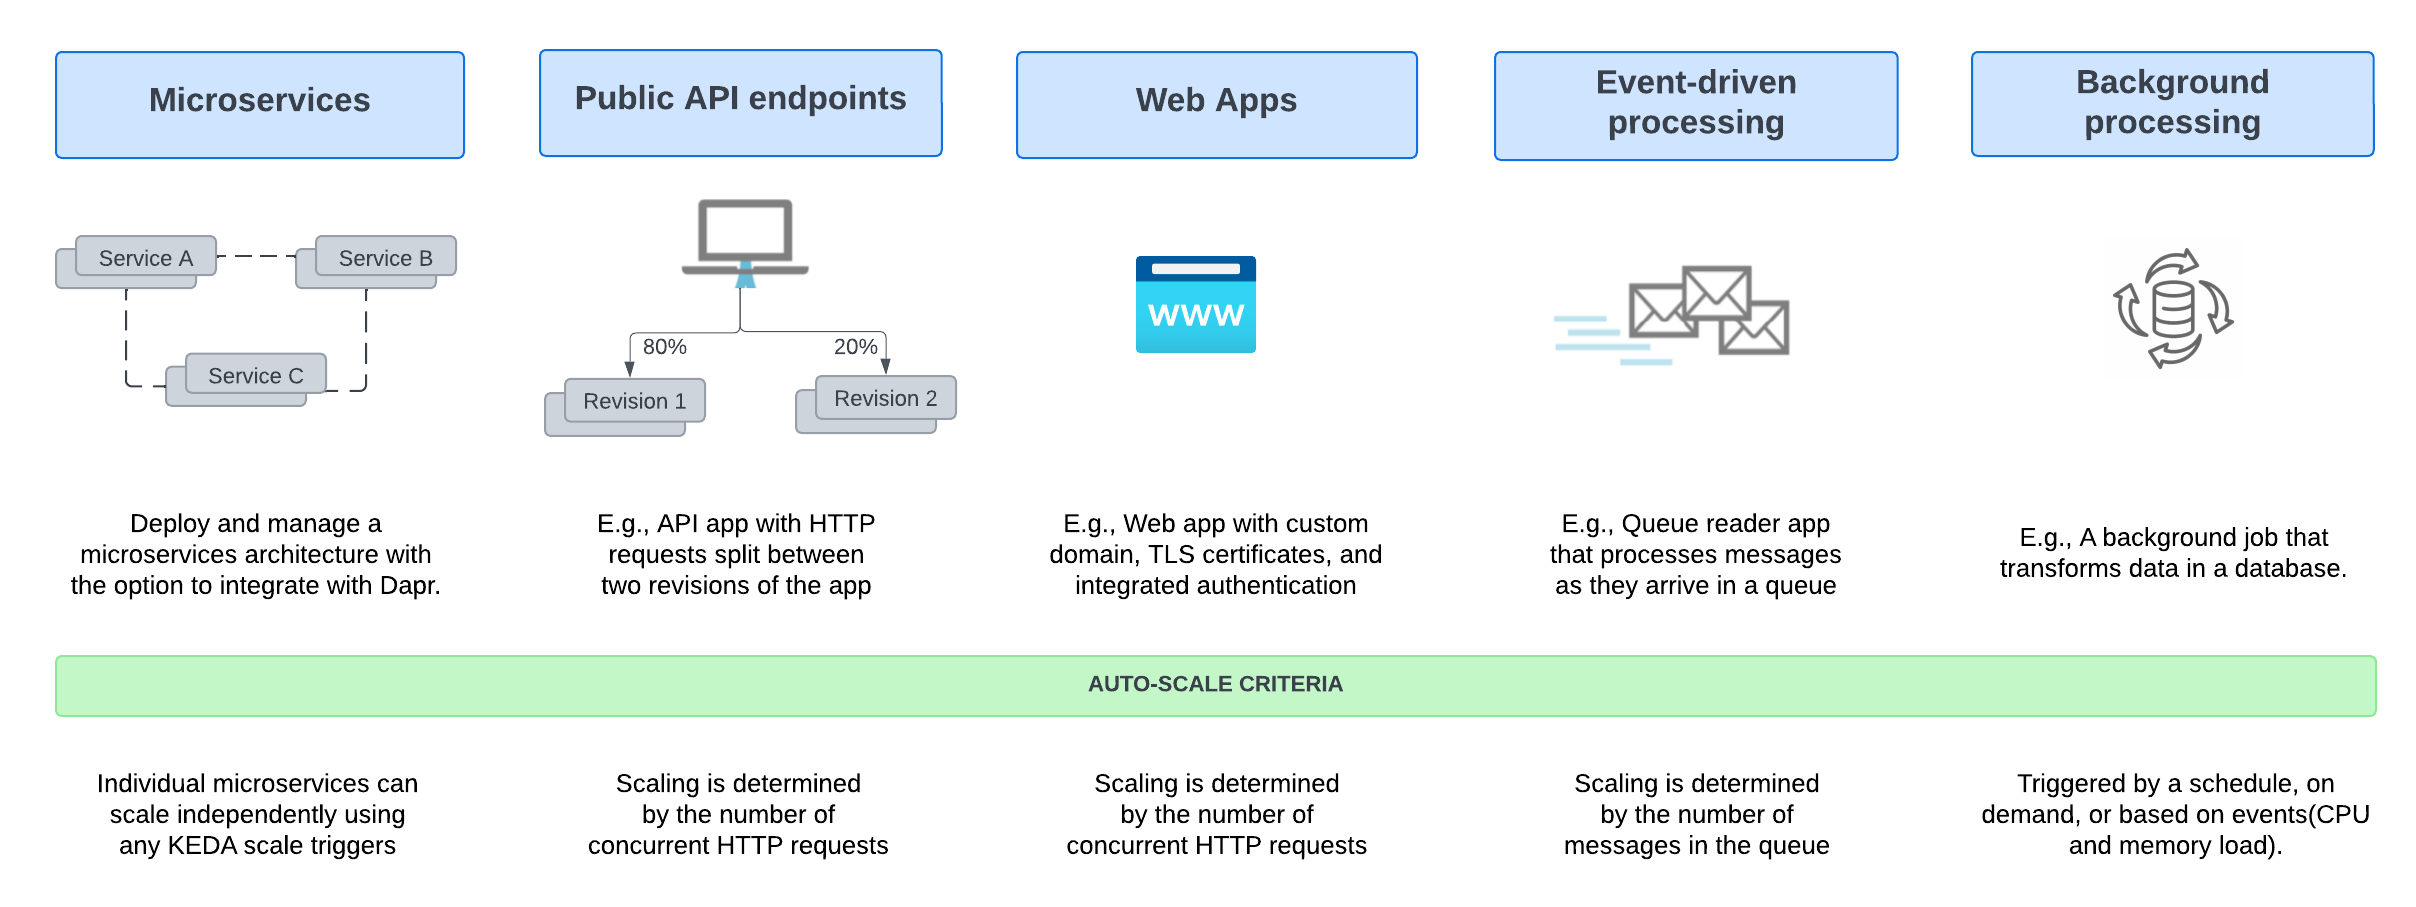 Microservices
Public API endpoints
Web Apps
Event-driven
processing
Background
processing
Service A
Service B
Service C
80%
20%
Revision 1
Revision 2
www
Deploy and manage a
microservices architecture with
the option to integrate with Dapr.
E.g., API app with HTTP
requests split between
two revisions of the app
E.g., Web app with custom
domain, TLS certificates, and
integrated authentication
E.g., Queue reader app
that processes messages
as they arrive in a queue
E.g., A background job that
transforms data in a database.
AUTO-SCALE CRITERIA
Individual microservices can
scale independently using
any KEDA scale triggers
Scaling is determined
by the number of
concurrent HTTP requests
Scaling is determined
by the number of
concurrent HTTP requests
Scaling is determined
by the number of
messages in the queue
Triggered by a schedule, on
demand, or based on events(CPU
and memory load).